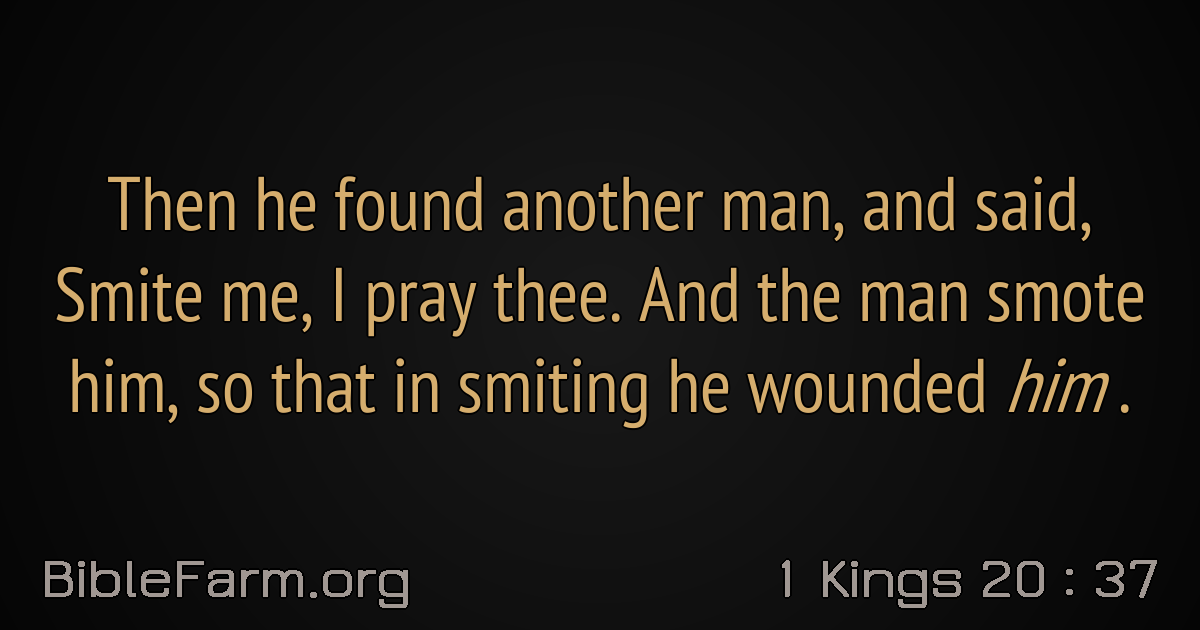 Then he found another man, and said,
Smite me, I pray thee. And the man smote
him, so that in smiting he wounded him .
BibleFarm.org
1 Kings 20 : 37